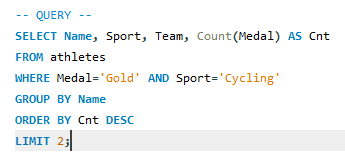 -- QUERY --
SELECT Name, Sport, Team, Count(Medal) AS Cnt
FROM athletes
WHERE Medal='Gold' AND Sport='Cycling'
GROUP BY Name
ORDER BY Cnt DESC
LIMIT 2;